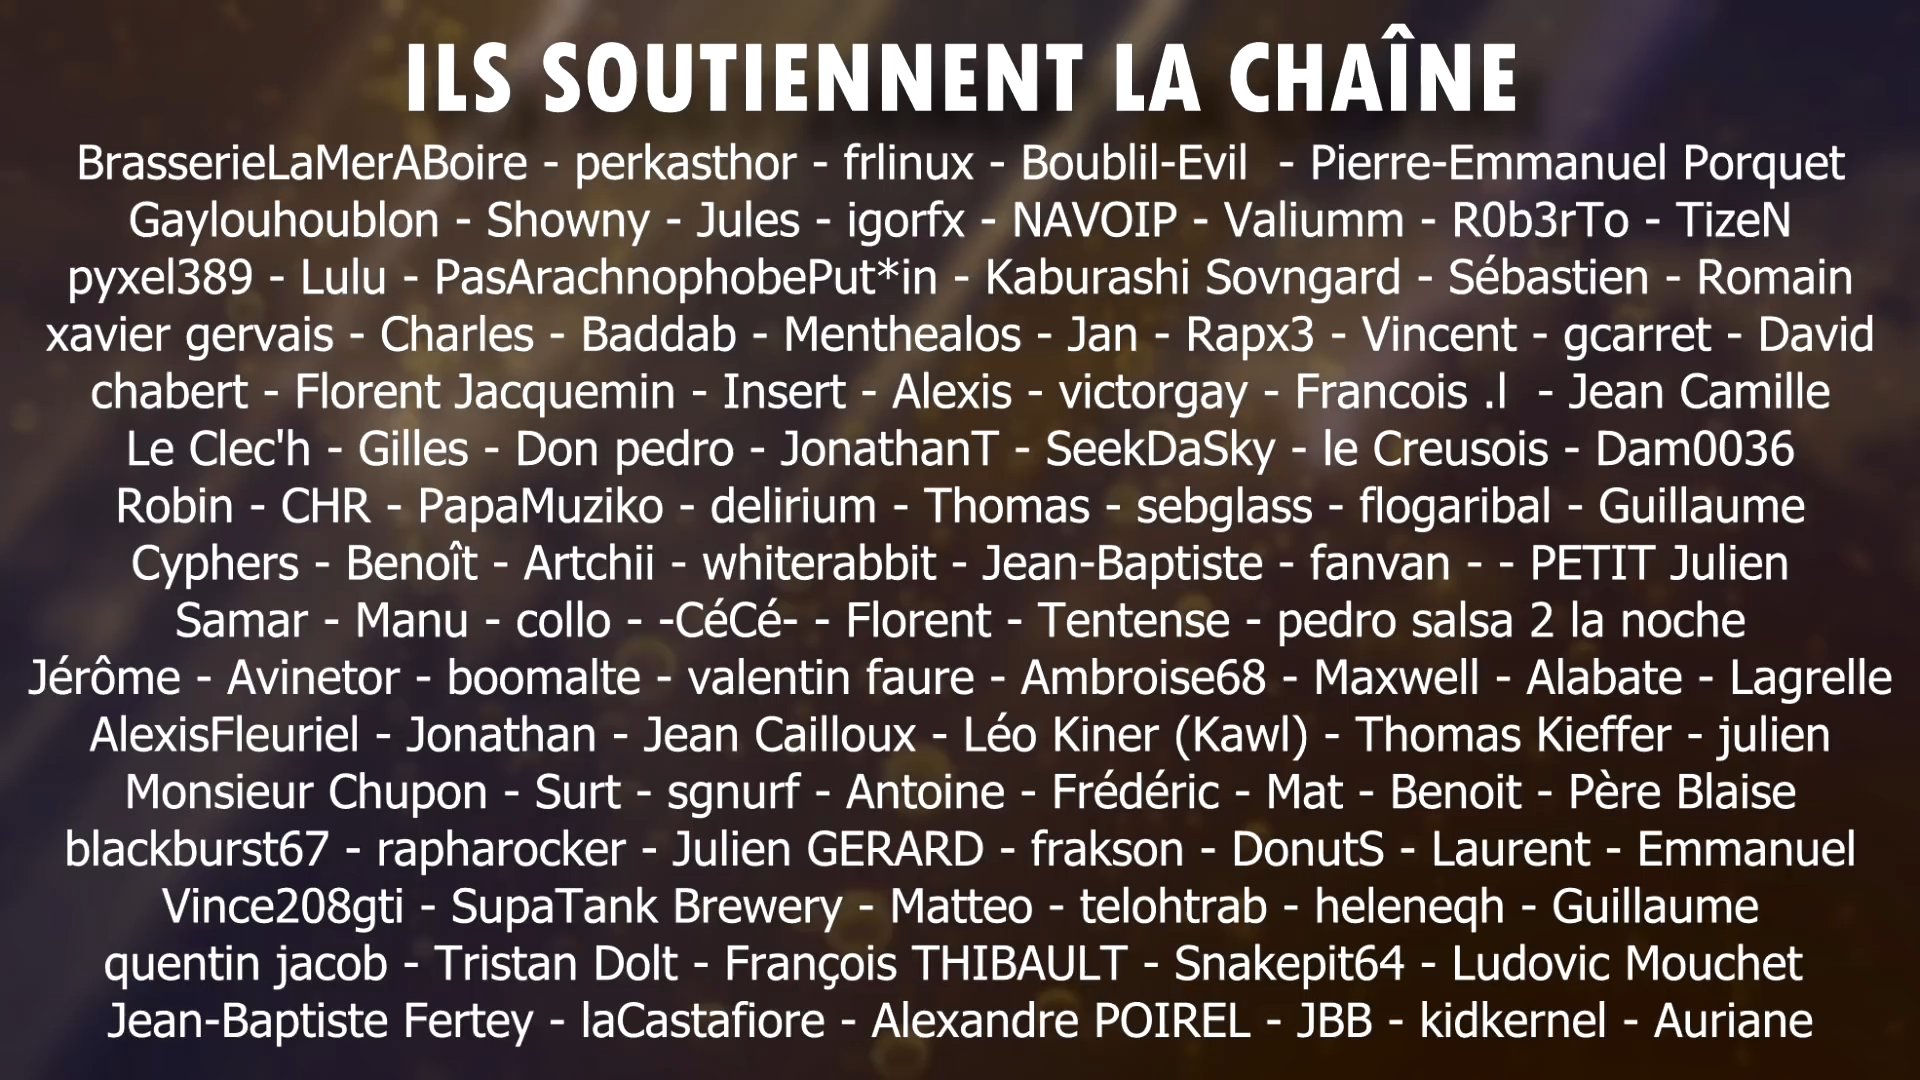 ILS SOUTIENNENT LA CHAÎNE
BrasserieLaMerABoire - perkasthor - frlinux - Boublil-Evil - Pierre-Emmanuel Porquet
Gaylouhoublon - Showny - Jules - igorfx - NAVOIP - Valiumm - R0b3rTo - TizeN
pyxel389 - Lulu - PasArachnophobePut*in - Kaburashi Sovngard - Sébastien - Romain
xavier gervais - Charles - Baddab - Menthealos - Jan - Rapx3 - Vincent - gcarret - David
chabert - Florent Jacquemin - Insert - Alexis - victorgay - Francois .l - Jean Camille
Le Clec'h - Gilles - Don pedro - JonathanT - SeekDaSky - le Creusois - Dam0036
Robin - CHR - PapaMuziko - delirium - Thomas - sebglass - flogaribal - Guillaume
Cyphers - Benoît - Artchii - whiterabbit - Jean-Baptiste - fanvan - - PETIT Julien
Samar - Manu - collo - -CéCé- - Florent - Tentense - pedro salsa 2 la noche
Jérôme - Avinetor - boomalte - valentin faure - Ambroise68 - Maxwell - Alabate - Lagrelle
AlexisFleuriel - Jonathan - Jean Cailloux - Léo Kiner (Kawl) - Thomas Kieffer - julien
Monsieur Chupon - Surt - sgnurf - Antoine - Frédéric - Mat - Benoit - Père Blaise
blackburst67 - rapharocker - Julien GERARD - frakson - DonutS - Laurent - Emmanuel
Vince208gti - SupaTank Brewery - Matteo - telohtrab - heleneqh - Guillaume
quentin jacob - Tristan Dolt - François THIBAULT - Snakepit64 - Ludovic Mouchet
Jean-Baptiste Fertey - laCastafiore - Alexandre POIREL - JBB - kidkernel - Auriane